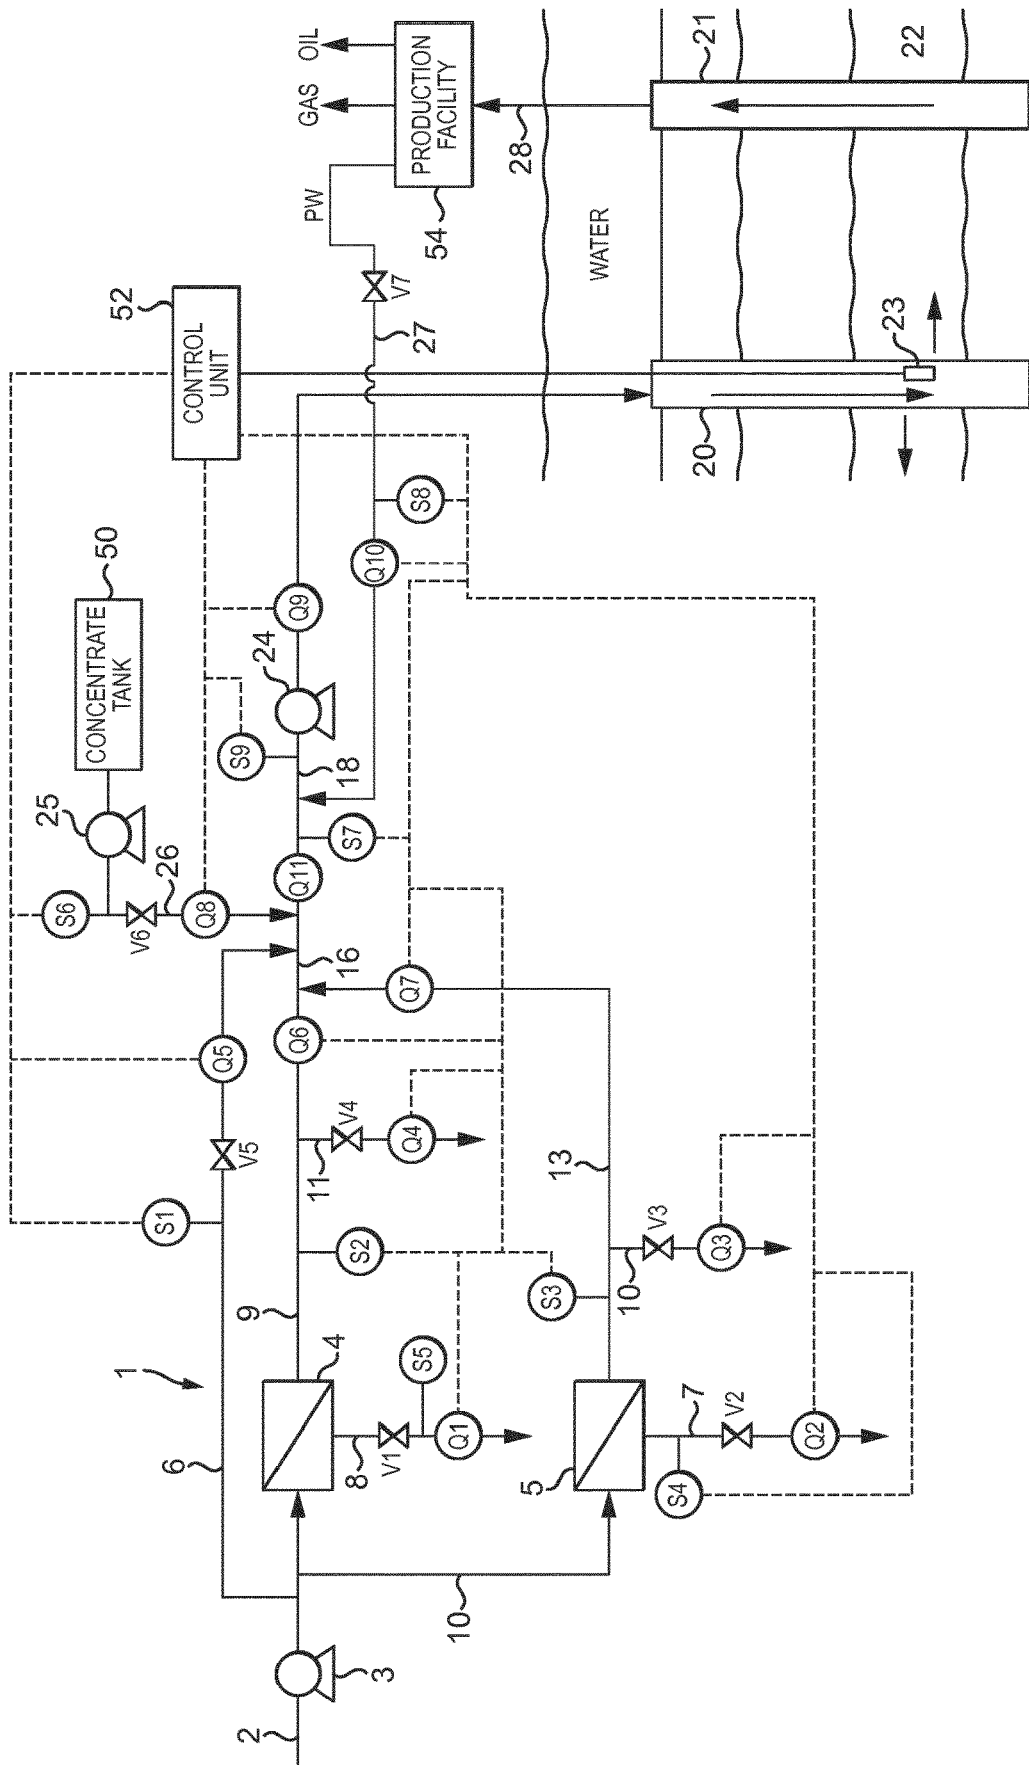 1
2
3
6
10
9
4
8
V1
S5
Q1
5
S4
7
V2
Q2
S1
S2
S3
11
V4
Q4
13
10
V3
Q3
V5
Q5
Q6
Q7
16
S6
V6
26
Q8
25
CONCENTRATE
TANK
50
Q11
S7
18
S9
24
Q9
Q10
S8
CONTROL
UNIT
52
27
V7
PW
GAS
OIL
PRODUCTION
FACILITY
54
28
WATER
20
23
21
22